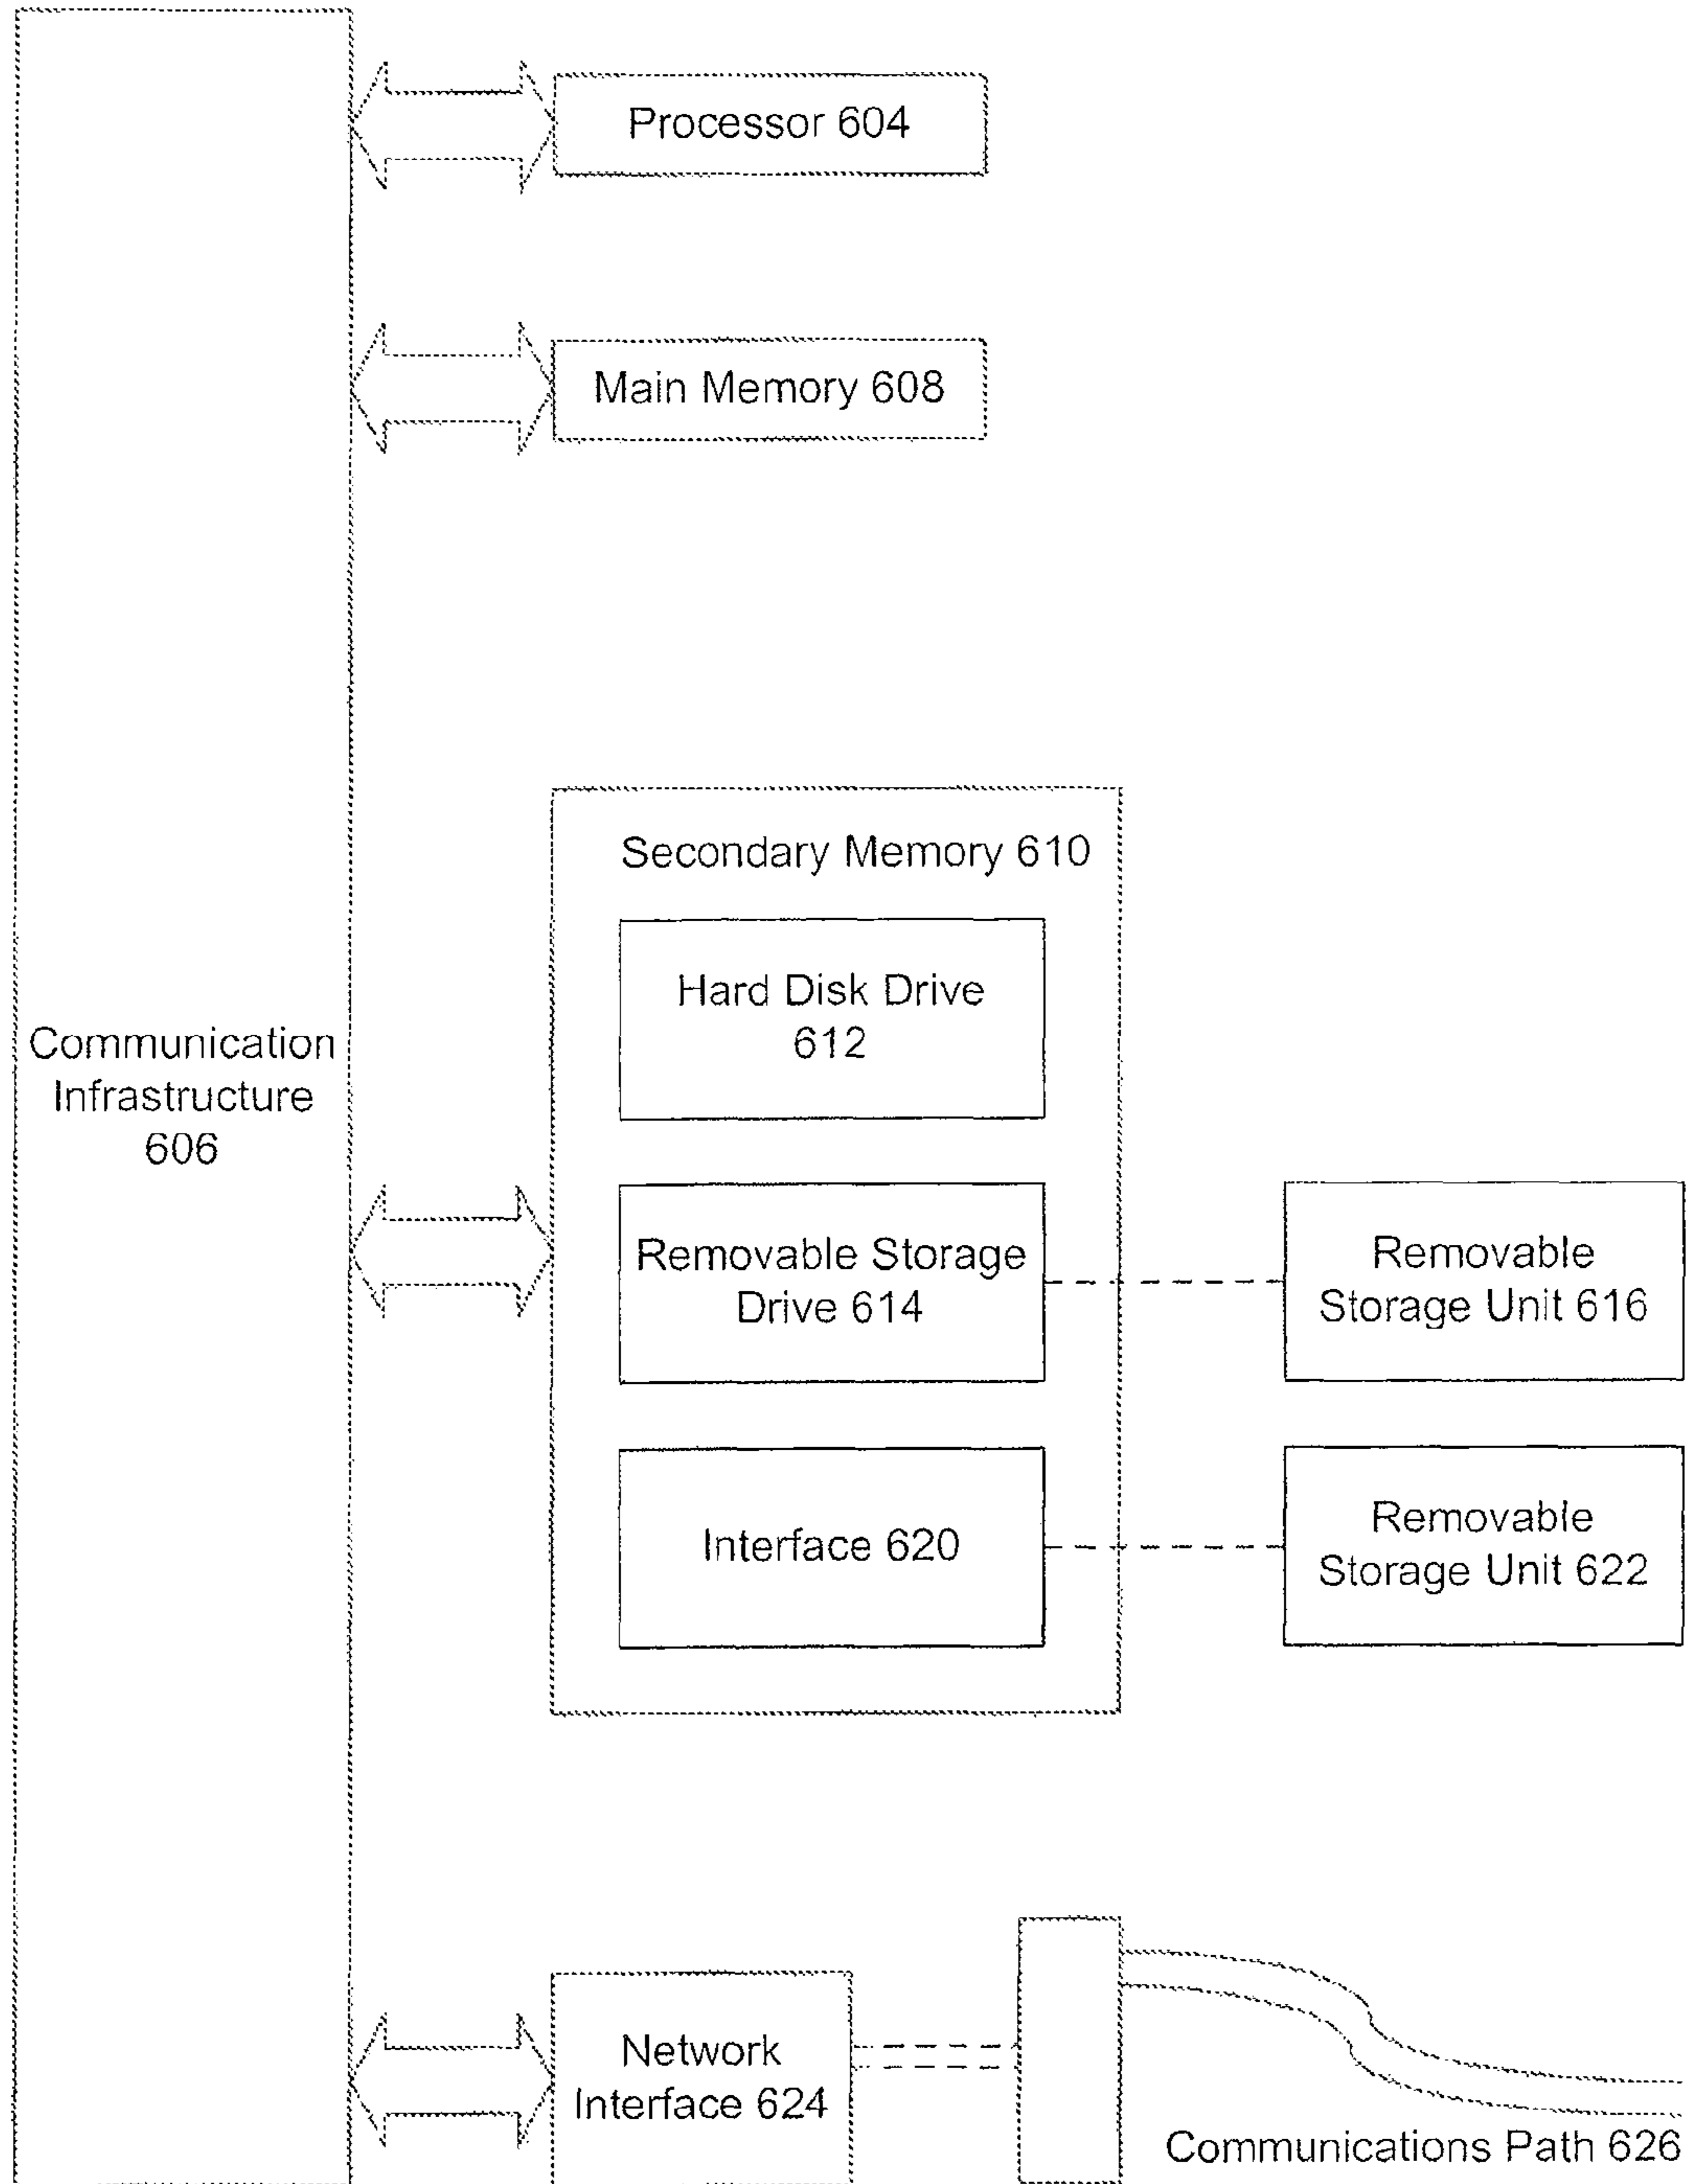 Processor 604
Main Memory 608
Secondary Memory 610
Hard Disk Drive
612
Communication
Infrastructure
606
Removable Storage
Drive 614
Removable
Storage Unit 616
Interface 620
Removable
Storage Unit 622
Network
Interface 624
Communications Path 626